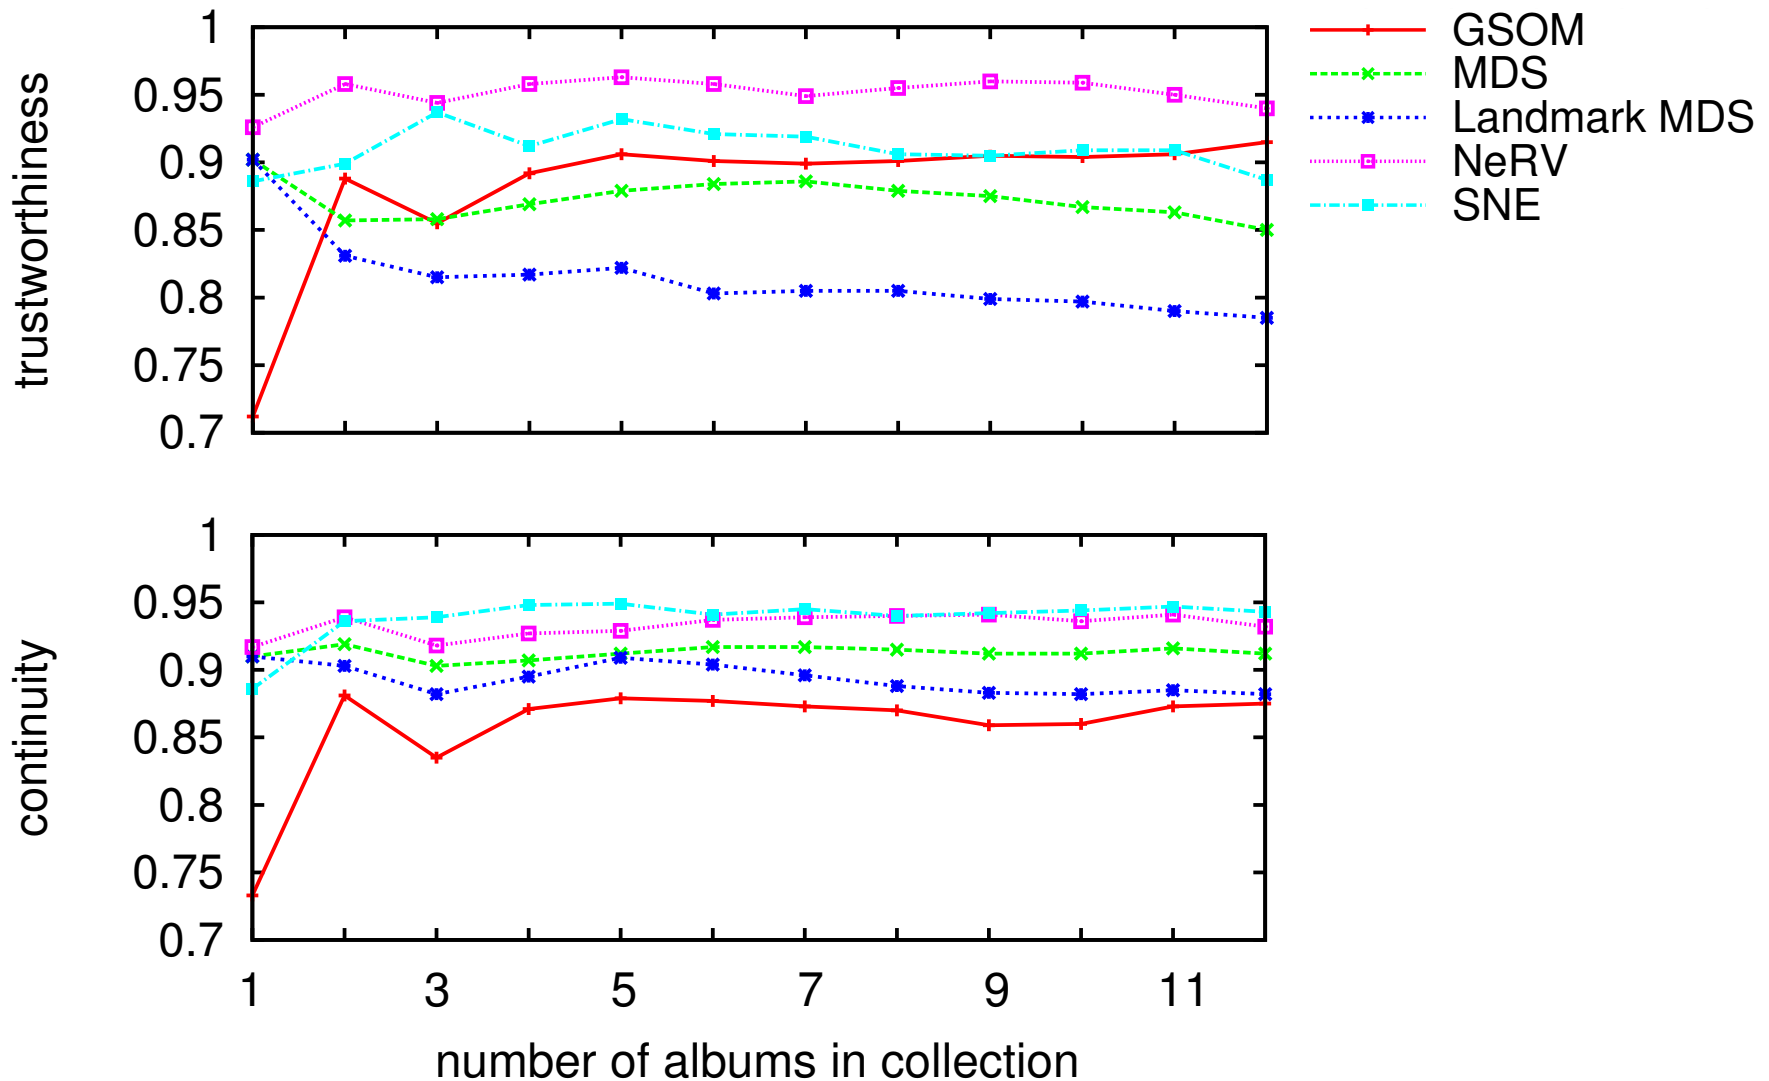 trustworthiness
1
0.95
0.9
0.85
0.8
0.75
0.7
GSOM
MDS
Landmark MDS
NeRV
SNE
continuity
1
0.95
0.9
0.85
0.8
0.75
0.7
1 3 5 7 9 11
number of albums in collection